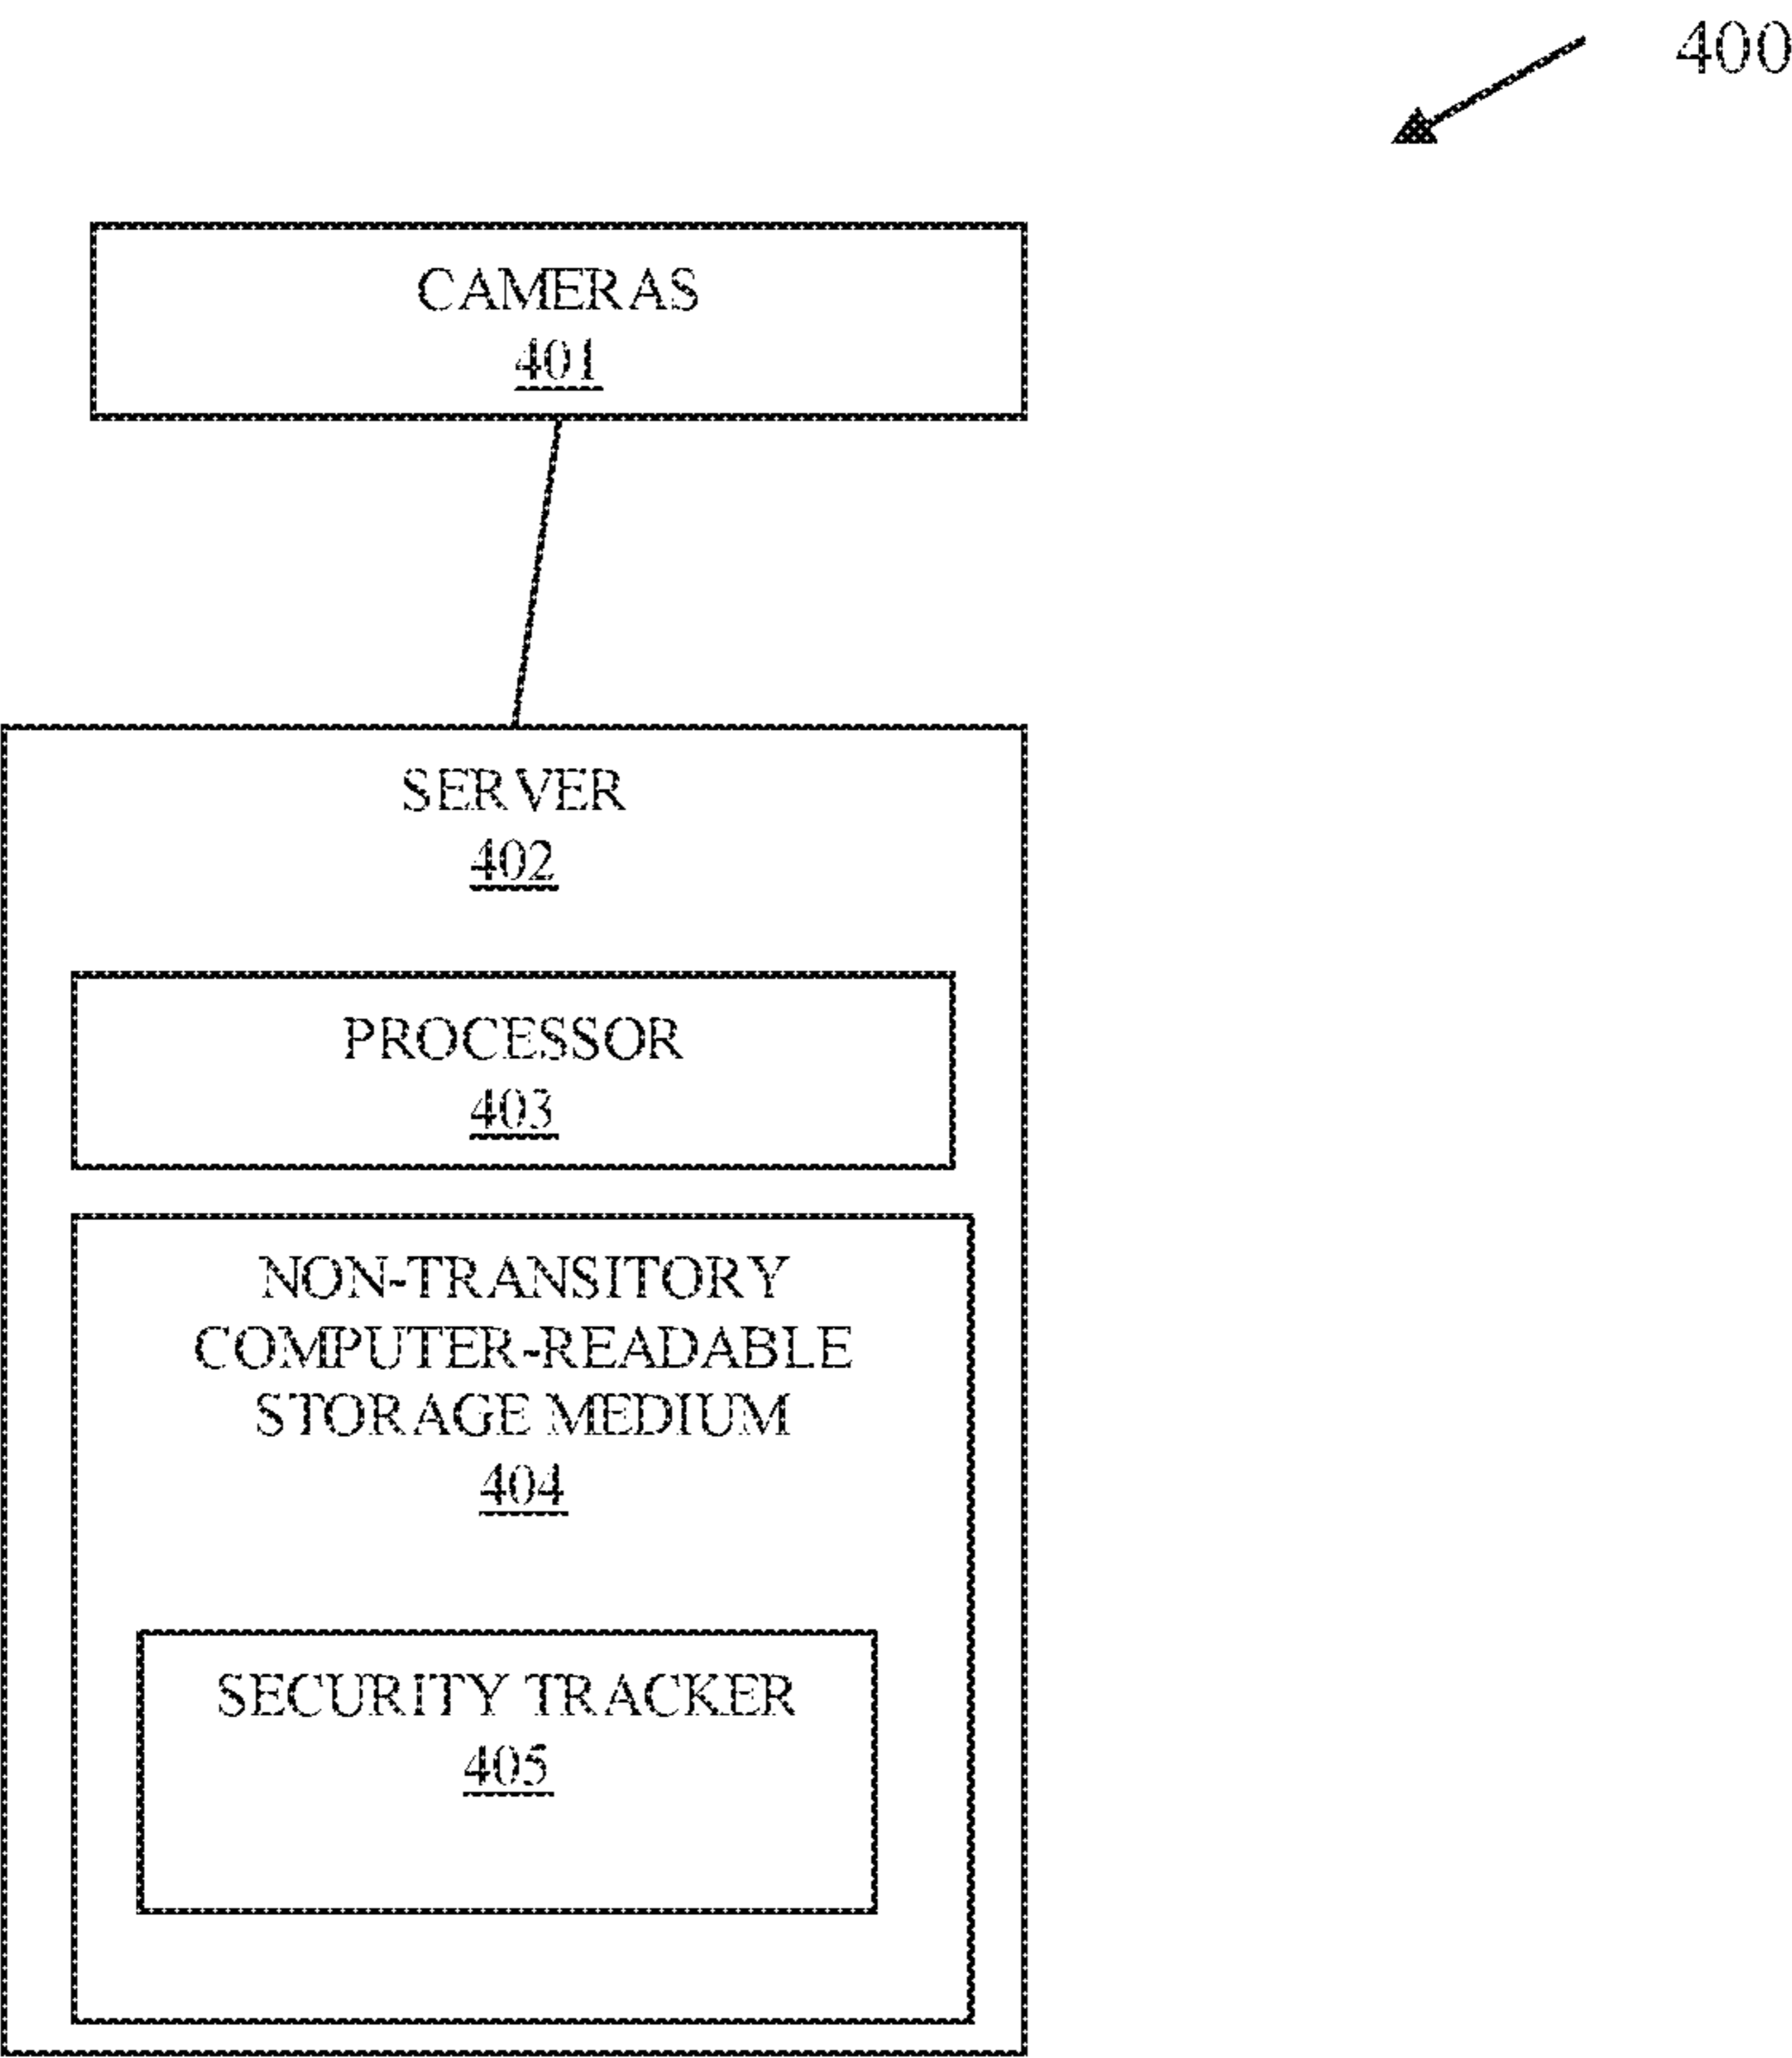 400
CAMERAS
401
SERVER
402
PROCESSOR
403
NON-TRANSITORY
COMPUTER-READABLE
STORAGE MEDIUM
404
SECURITY TRACKER
405